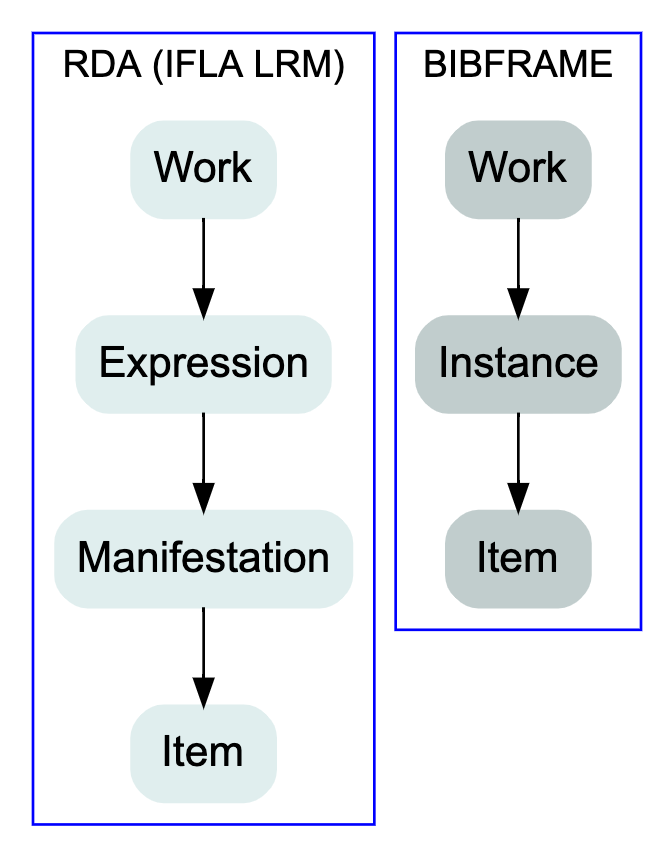 RDA (IFLA LRM)
Work
Expression
Manifestation
Item
BIBFRAME
Work
Instance
Item